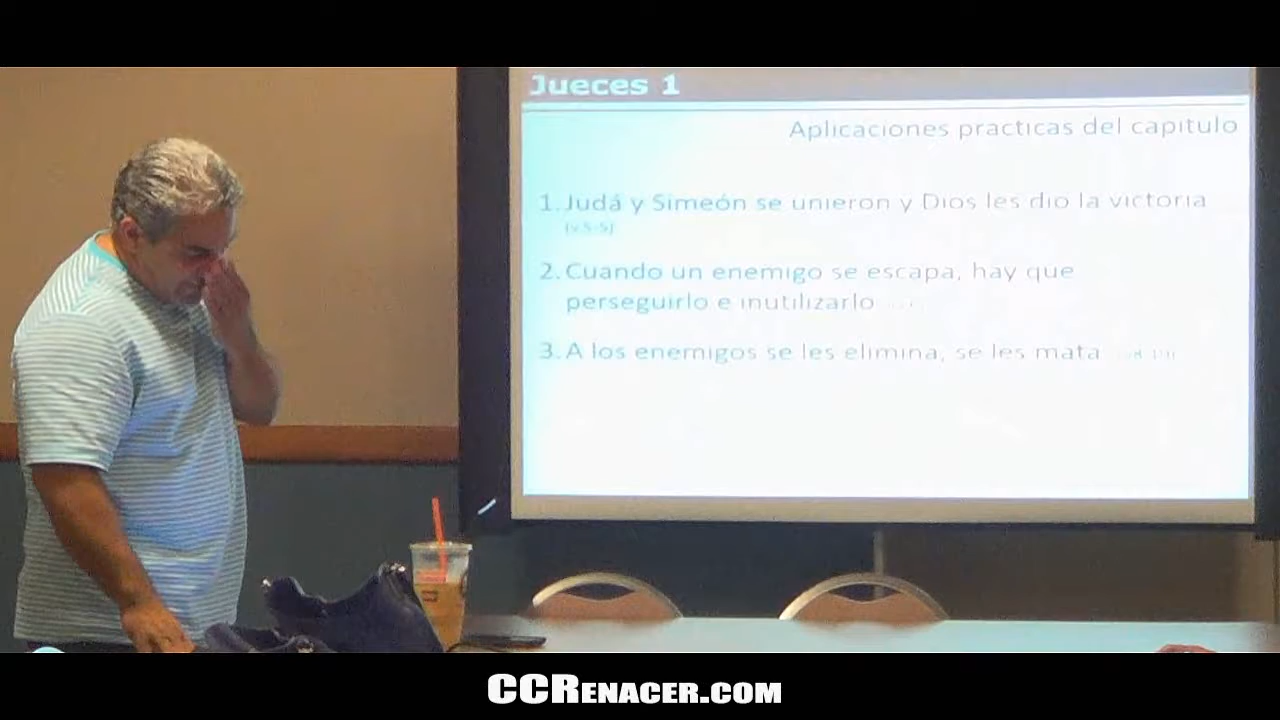 Jueces 1
Aplicaciones practicas del capitulo
1. Judá y Simeón se unieron y Dios les dio la victoria
2. Cuando un enemigo se escapa, hay que
perseguirlo e inutilizarlo
3. A los enemigos se les elimina, se les mata
CCRENACER.COM